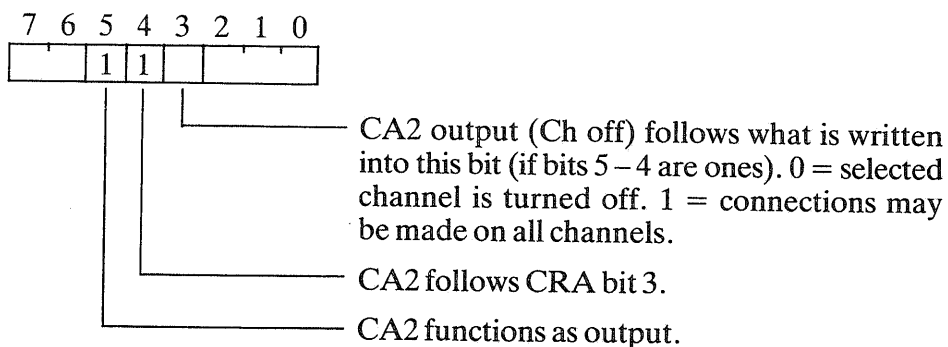 7 6 5 4 3 2 1 0
1 1
CA2 output (Ch off) follows what is written
into this bit (if bits 5–4 are ones). 0 = selected
channel is turned off. 1 = connections may
be made on all channels.
CA2 follows CRA bit 3.
CA2 functions as output.